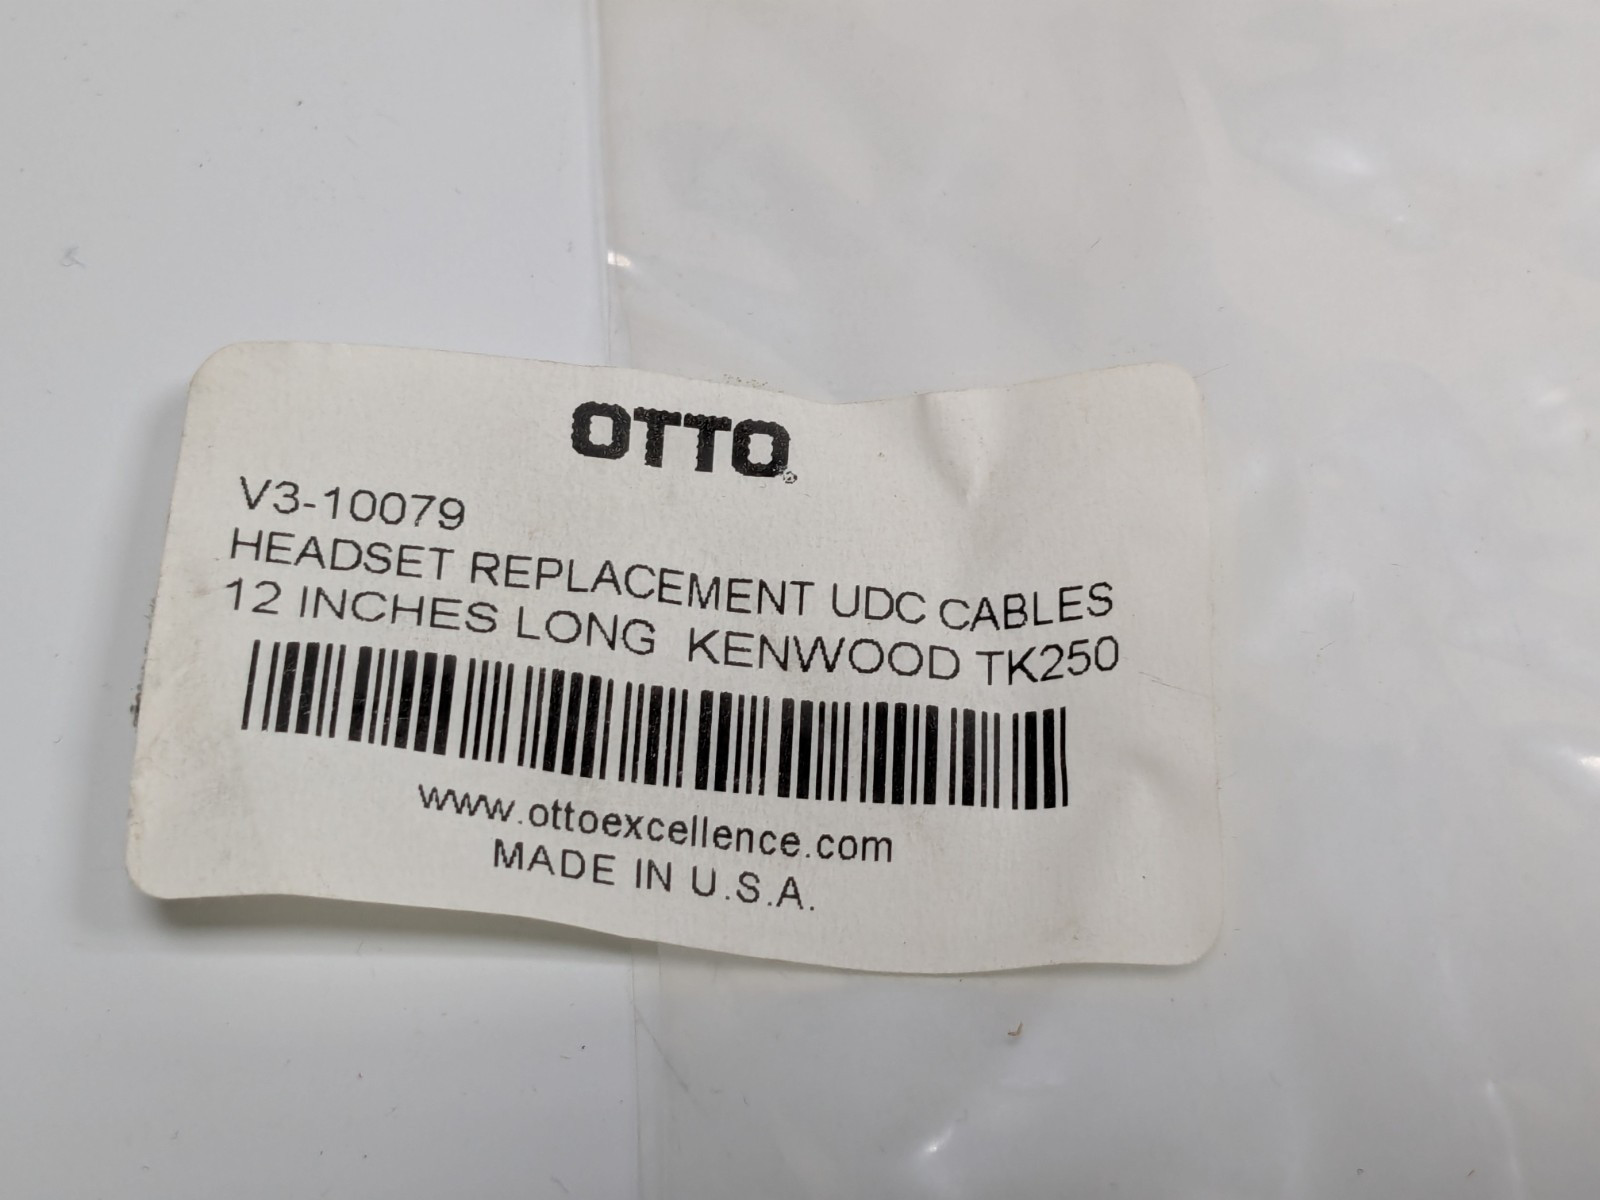 OTTO®
V3-10079
HEADSET REPLACEMENT UDC CABLES
12 INCHES LONG KENWOOD TK250
www.ottoexcellence.com
MADE IN U.S.A.